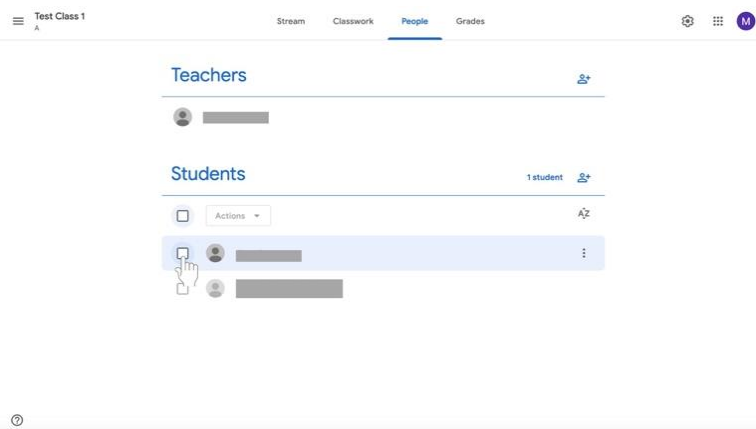 Test Class 1
A
Stream
Classwork
People
Grades
M
Teachers
Students
1 student
Actions
AZ
?